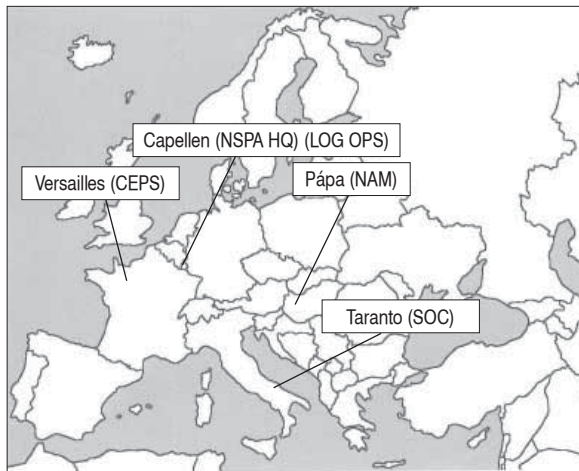 Capellen (NSPA HQ) (LOG OPS)
Versailles (CEPS)
Pápa (NAM)
Taranto (SOC)